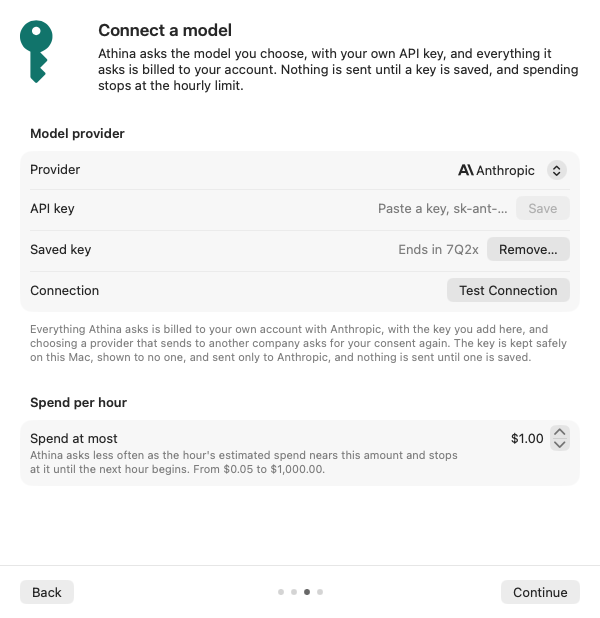 Connect a model
Athina asks the model you choose, with your own API key, and everything it
asks is billed to your account. Nothing is sent until a key is saved, and spending
stops at the hourly limit.
Model provider
Provider
Anthropic
API key
Paste a key, sk-ant-...
Save
Saved key
Ends in 7Q2x
Remove...
Connection
Test Connection
Everything Athina asks is billed to your own account with Anthropic, with the key you add here, and
choosing a provider that sends to another company asks for your consent again. The key is kept safely
on this Mac, shown to no one, and sent only to Anthropic, and nothing is sent until one is saved.
Spend per hour
Spend at most
$1.00
Athina asks less often as the hour's estimated spend nears this amount and stops
at it until the next hour begins. From $0.05 to $1,000.00.
Back
Continue